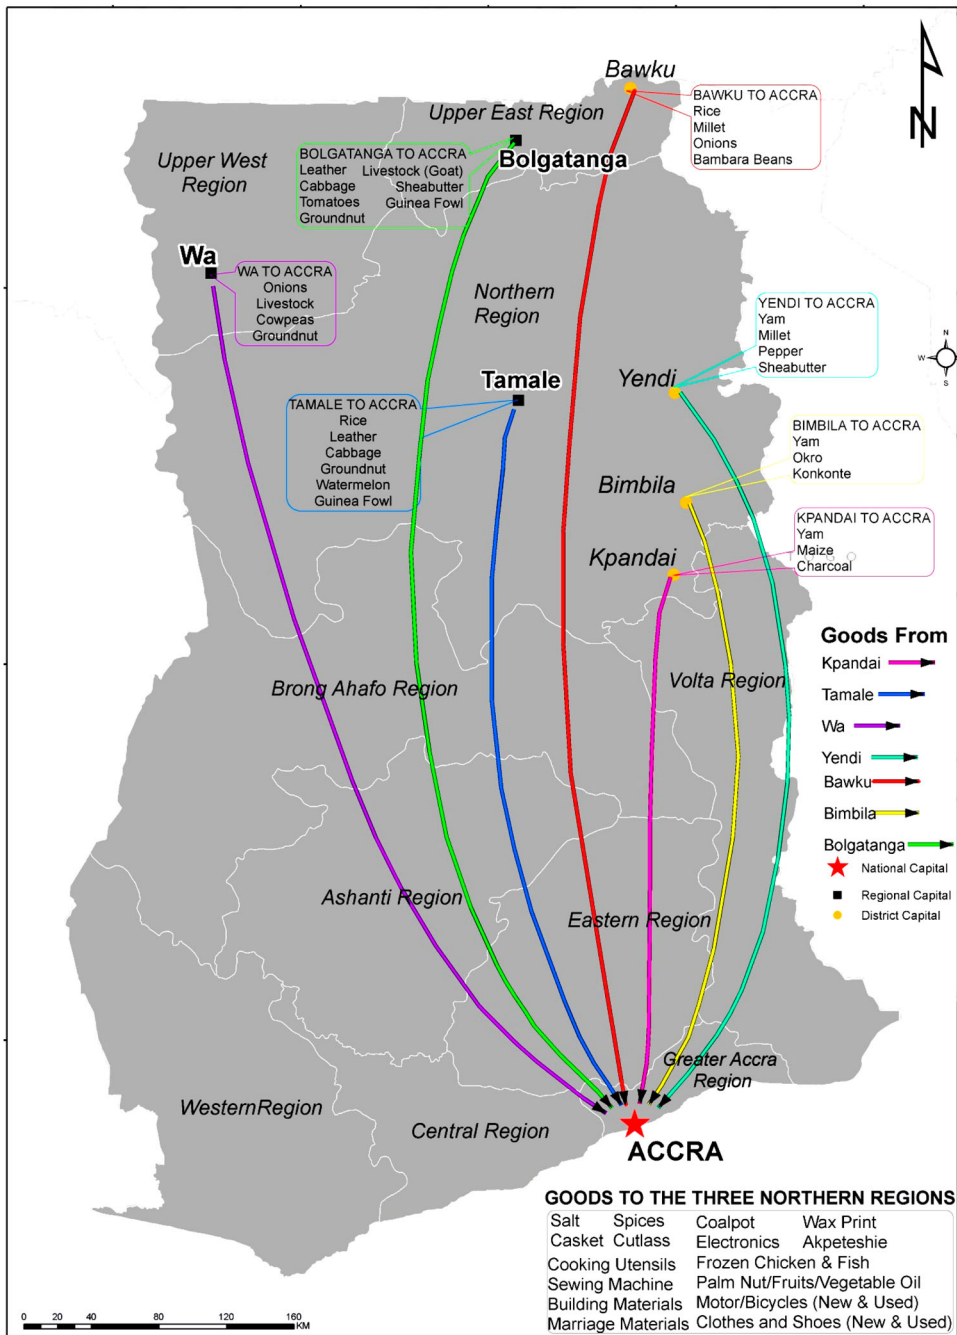 Bawku
BAWKU TO ACCRA
Rice
Millet
Onions
Bambara Beans
N
Upper East Region
Bolgatanga
BOLGATANGA TO ACCRA
Leather Livestock (Goat)
Cabbage Sheabutter
Tomatoes Guinea Fowl
Groundnut
Upper West
Region
Wa
WA TO ACCRA
Onions
Livestock
Cowpeas
Groundnut
Northern
Region
YENDI TO ACCRA
Yam
Millet
Pepper
Sheabutter
N
W E
S
Tamale
TAMALE TO ACCRA
Rice
Leather
Cabbage
Groundnut
Watermelon
Guinea Fowl
Yendi
BIMBILA TO ACCRA
Yam
Okro
Konkonte
Bimbila
KPANDAI TO ACCRA
Yam
Maize
Charcoal
Kpandai
Brong Ahafo Region
Volta Region
Ashanti Region
Eastern Region
Greater Accra
Region
WesternRegion
Central Region
ACCRA
Goods From
Kpandai
Tamale
Wa
Yendi
Bawku
Bimbila
Bolgatanga
National Capital
Regional Capital
District Capital
GOODS TO THE THREE NORTHERN REGIONS
Salt Spices Coalpot Wax Print
Casket Cutlass Electronics Akpeteshie
Cooking Utensils Frozen Chicken & Fish
Sewing Machine Palm Nut/Fruits/Vegetable Oil
Building Materials Motor/Bicycles (New & Used)
Marriage Materials Clothes and Shoes (New & Used)
0 20 40 80 120 160
KM